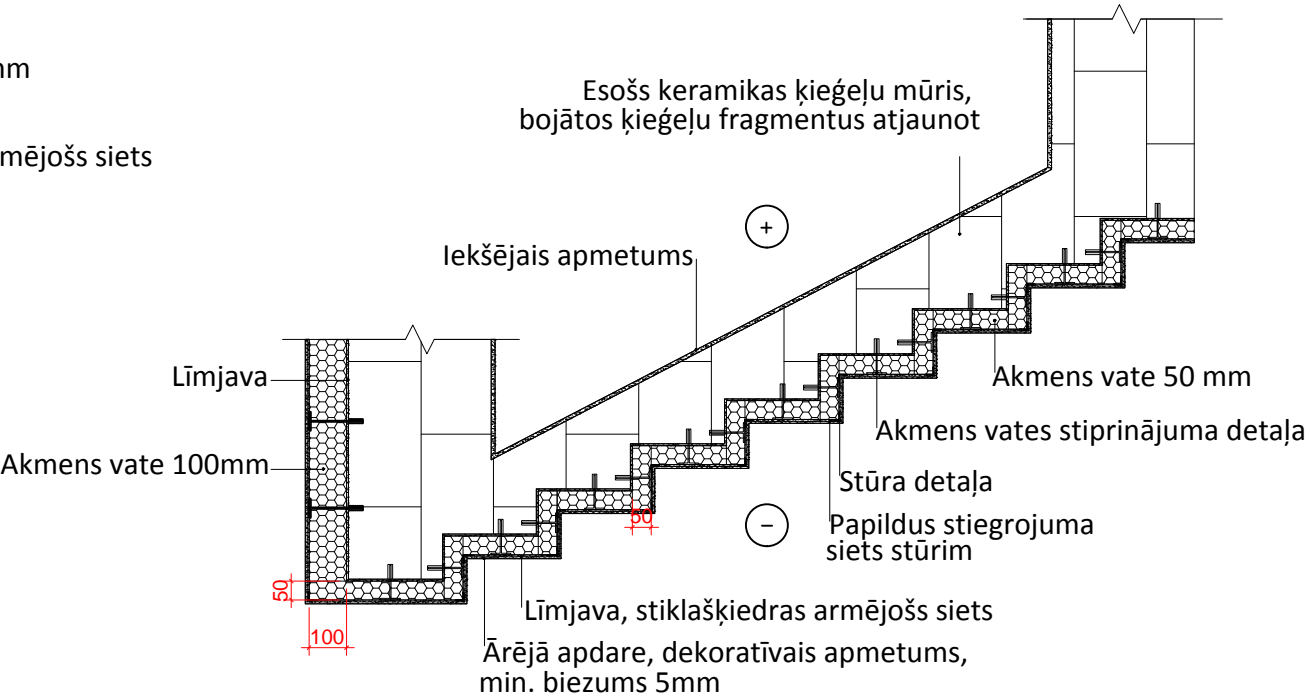 mm
mējošs siets
Esošs keramikas ķieģeļu mūris,
bojātos ķieģeļu fragmentus atjaunot
+
Iekšējais apmetums
Līmjava
Akmens vate 50 mm
Akmens vates stiprinājuma detaļa
Akmens vate 100mm
Stūra detaļa
50
−
Papildus stiegrojuma
siets stūrim
50
Līmjava, stiklašķiedras armējošs siets
100
Ārējā apdare, dekoratīvais apmetums,
min. biezums 5mm